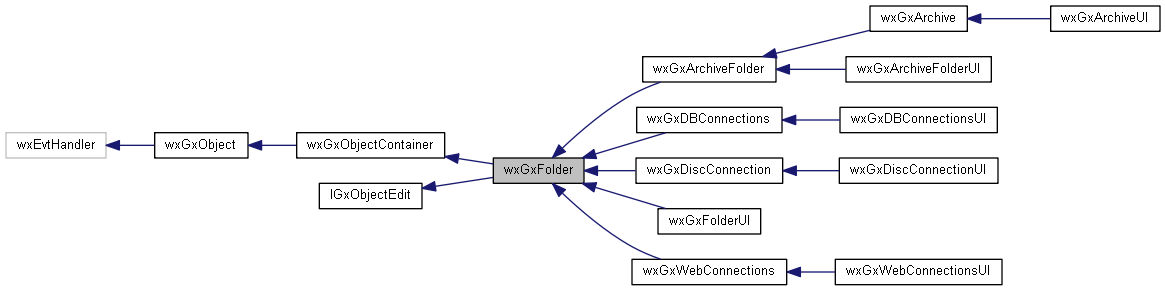 wxGxArchive
wxGxArchiveUI
wxGxArchiveFolder
wxGxArchiveFolderUI
wxGxDBConnections
wxGxDBConnectionsUI
wxEvtHandler
wxGxObject
wxGxObjectContainer
wxGxFolder
wxGxDiscConnection
wxGxDiscConnectionUI
IGxObjectEdit
wxGxFolderUI
wxGxWebConnections
wxGxWebConnectionsUI